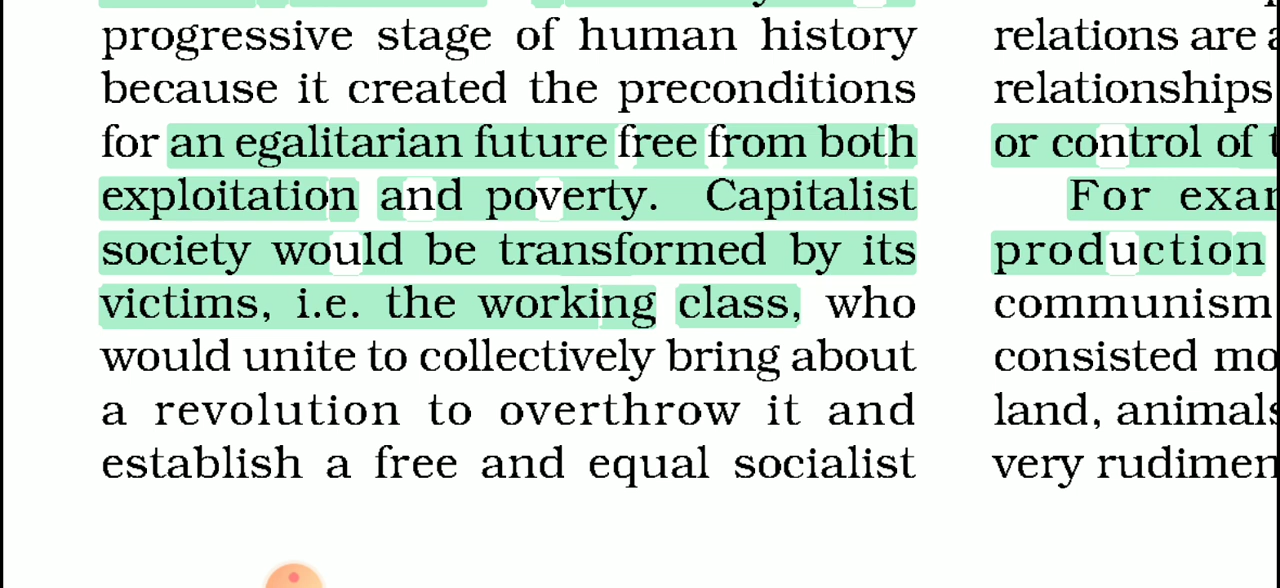 progressive stage of human history
because it created the preconditions
for an egalitarian future free from both
exploitation and poverty. Capitalist
society would be transformed by its
victims, i.e. the working class, who
would unite to collectively bring about
a revolution to overthrow it and
establish a free and equal socialist
relations are
relationships
or control of
For
production
communism
consisted
land, animals
very